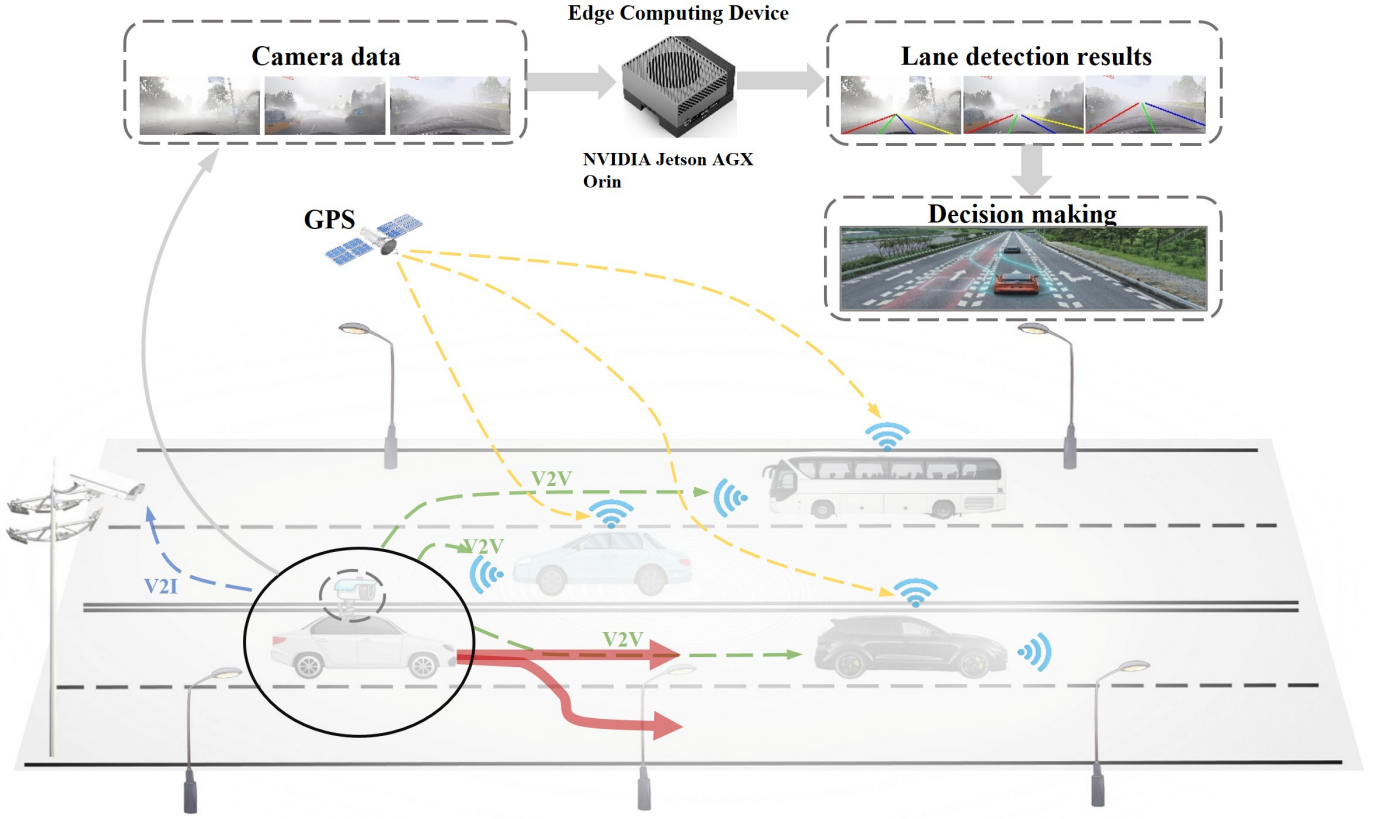 Edge Computing Device
Camera data
Lane detection results
NVIDIA Jetson AGX
Orin
Decision making
GPS
V2V
V2V
V2I
V2V